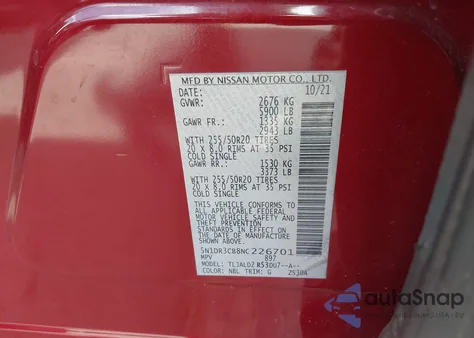 MFD BY NISSAN MOTOR CO., LTD.
DATE: 10/21
GVWR: 2676 KG
5900 LB
GAWR FR.: 1335 KG
2943 LB
WITH 255/50R20 TIRES
20 x 8.0 RIMS AT 35 PSI
COLD SINGLE
GAWR RR.: 1530 KG
3373 LB
WITH 255/50R20 TIRES
20 x 8.0 RIMS AT 35 PSI
COLD SINGLE
THIS VEHICLE CONFORMS TO
ALL APPLICABLE FEDERAL
MOTOR VEHICLE SAFETY
STANDARDS IN EFFECT ON
THE DATE OF MANUFACTURE
SHOWN ABOVE
5N1DR3C88NC226701
MPV 897
MODEL: TLJALDZ R53UU7--A--
COLOR: NBL TRIM: G
autaSnap